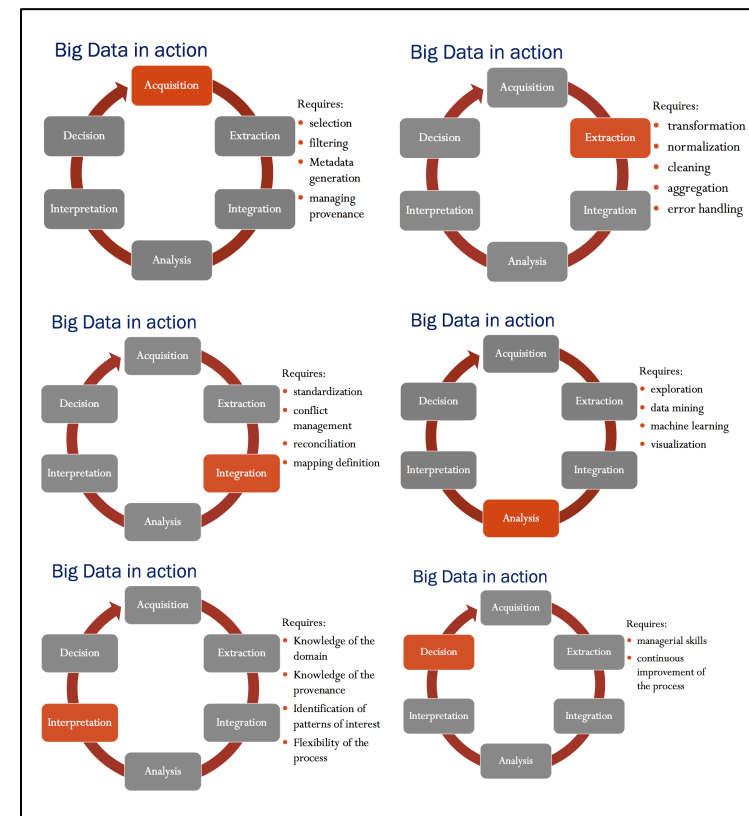 Big Data in action
Acquisition
Decision
Extraction
Interpretation
Integration
Analysis
Requires:
selection
filtering
Metadata
generation
managing
provenance
Big Data in action
Acquisition
Decision
Extraction
Interpretation
Integration
Analysis
Requires:
transformation
normalization
cleaning
aggregation
error handling
Big Data in action
Acquisition
Decision
Extraction
Interpretation
Integration
Analysis
Requires:
standardization
conflict
management
reconciliation
mapping definition
Big Data in action
Acquisition
Decision
Extraction
Interpretation
Integration
Analysis
Requires:
exploration
data mining
machine learning
visualization
Big Data in action
Acquisition
Decision
Extraction
Interpretation
Integration
Analysis
Requires:
Knowledge of the
domain
Knowledge of the
provenance
Identification of
patterns of interest
Flexibility of the
process
Big Data in action
Acquisition
Decision
Extraction
Interpretation
Integration
Analysis
Requires:
managerial skills
continuous
improvement of
the process